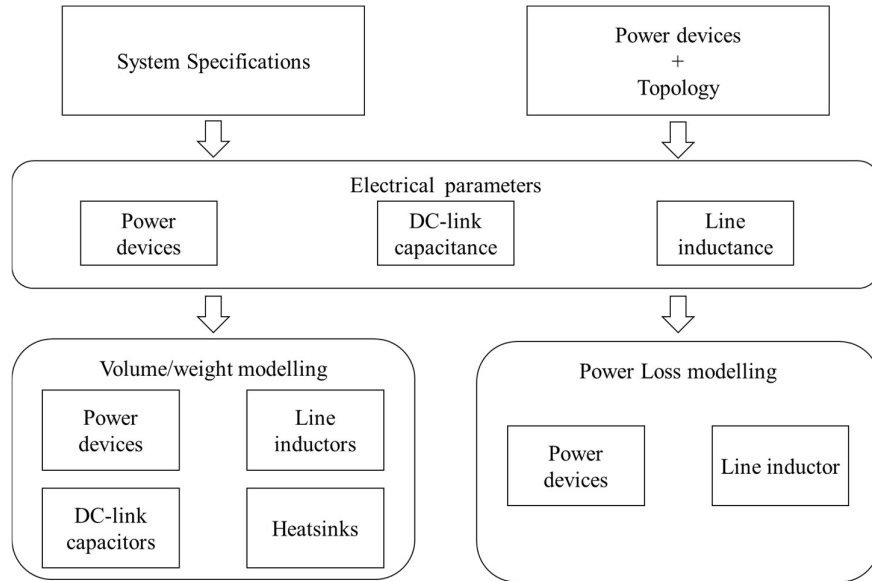 System Specifications
Power devices
+
Topology
Electrical parameters
Power
devices
DC-link
capacitance
Line
inductance
Volume/weight modelling
Power
devices
Line
inductors
DC-link
capacitors
Heatsinks
Power Loss modelling
Power
devices
Line inductor